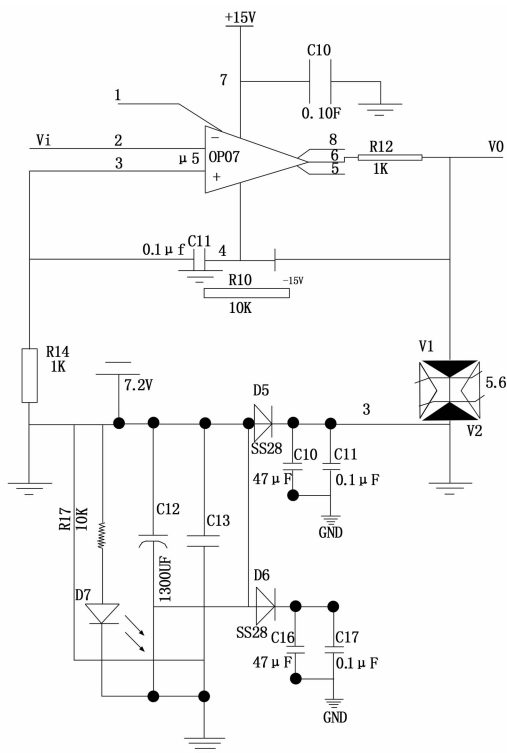 +15V
C10
7
0.10F
1
8
Vi
2
6
R12
V0
3
μ5
OP07
5
1K
−
+
0.1μf
C11
4
-15V
R10
10K
R14
1K
7.2V
V1
5.6
V2
D5
3
SS28
C10
C11
47μF
0.1μF
GND
R17
10K
C12
C13
1300UF
D7
D6
SS28
C16
C17
47μF
0.1μF
GND